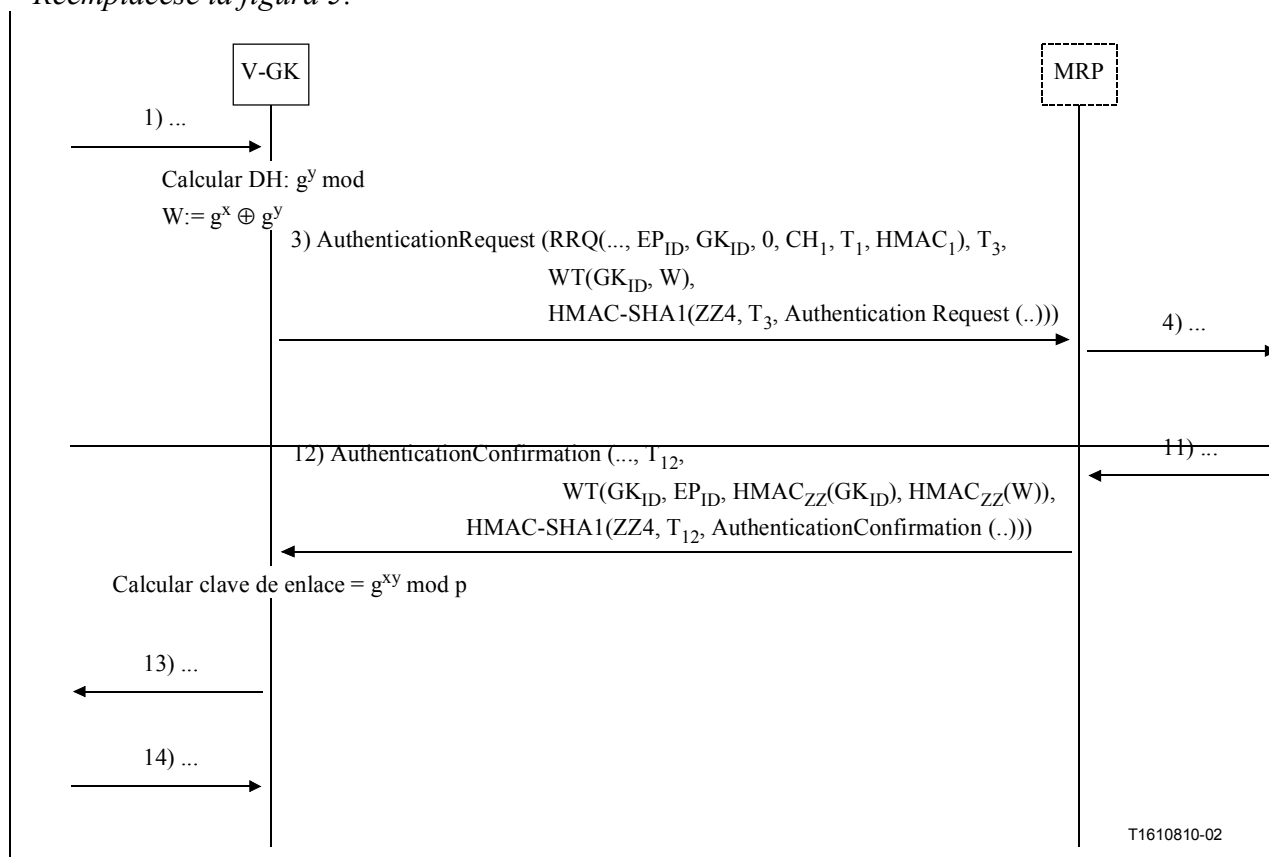 Reemplácese la figura 5:
V-GK
MRP
1) ...
Calcular DH: g^y mod
W:= g^x ⊕ g^y
3) AuthenticationRequest (RRQ(..., EP_ID, GK_ID, 0, CH_1, T_1, HMAC_1), T_3,
WT(GK_ID, W),
HMAC-SHA1(ZZ4, T_3, Authentication Request (..)))
4) ...
12) AuthenticationConfirmation (..., T_12,
11) ...
WT(GK_ID, EP_ID, HMAC_ZZ(GK_ID), HMAC_ZZ(W)),
HMAC-SHA1(ZZ4, T_12, AuthenticationConfirmation (..)))
Calcular clave de enlace = g^xy mod p
13) ...
14) ...
T1610810-02